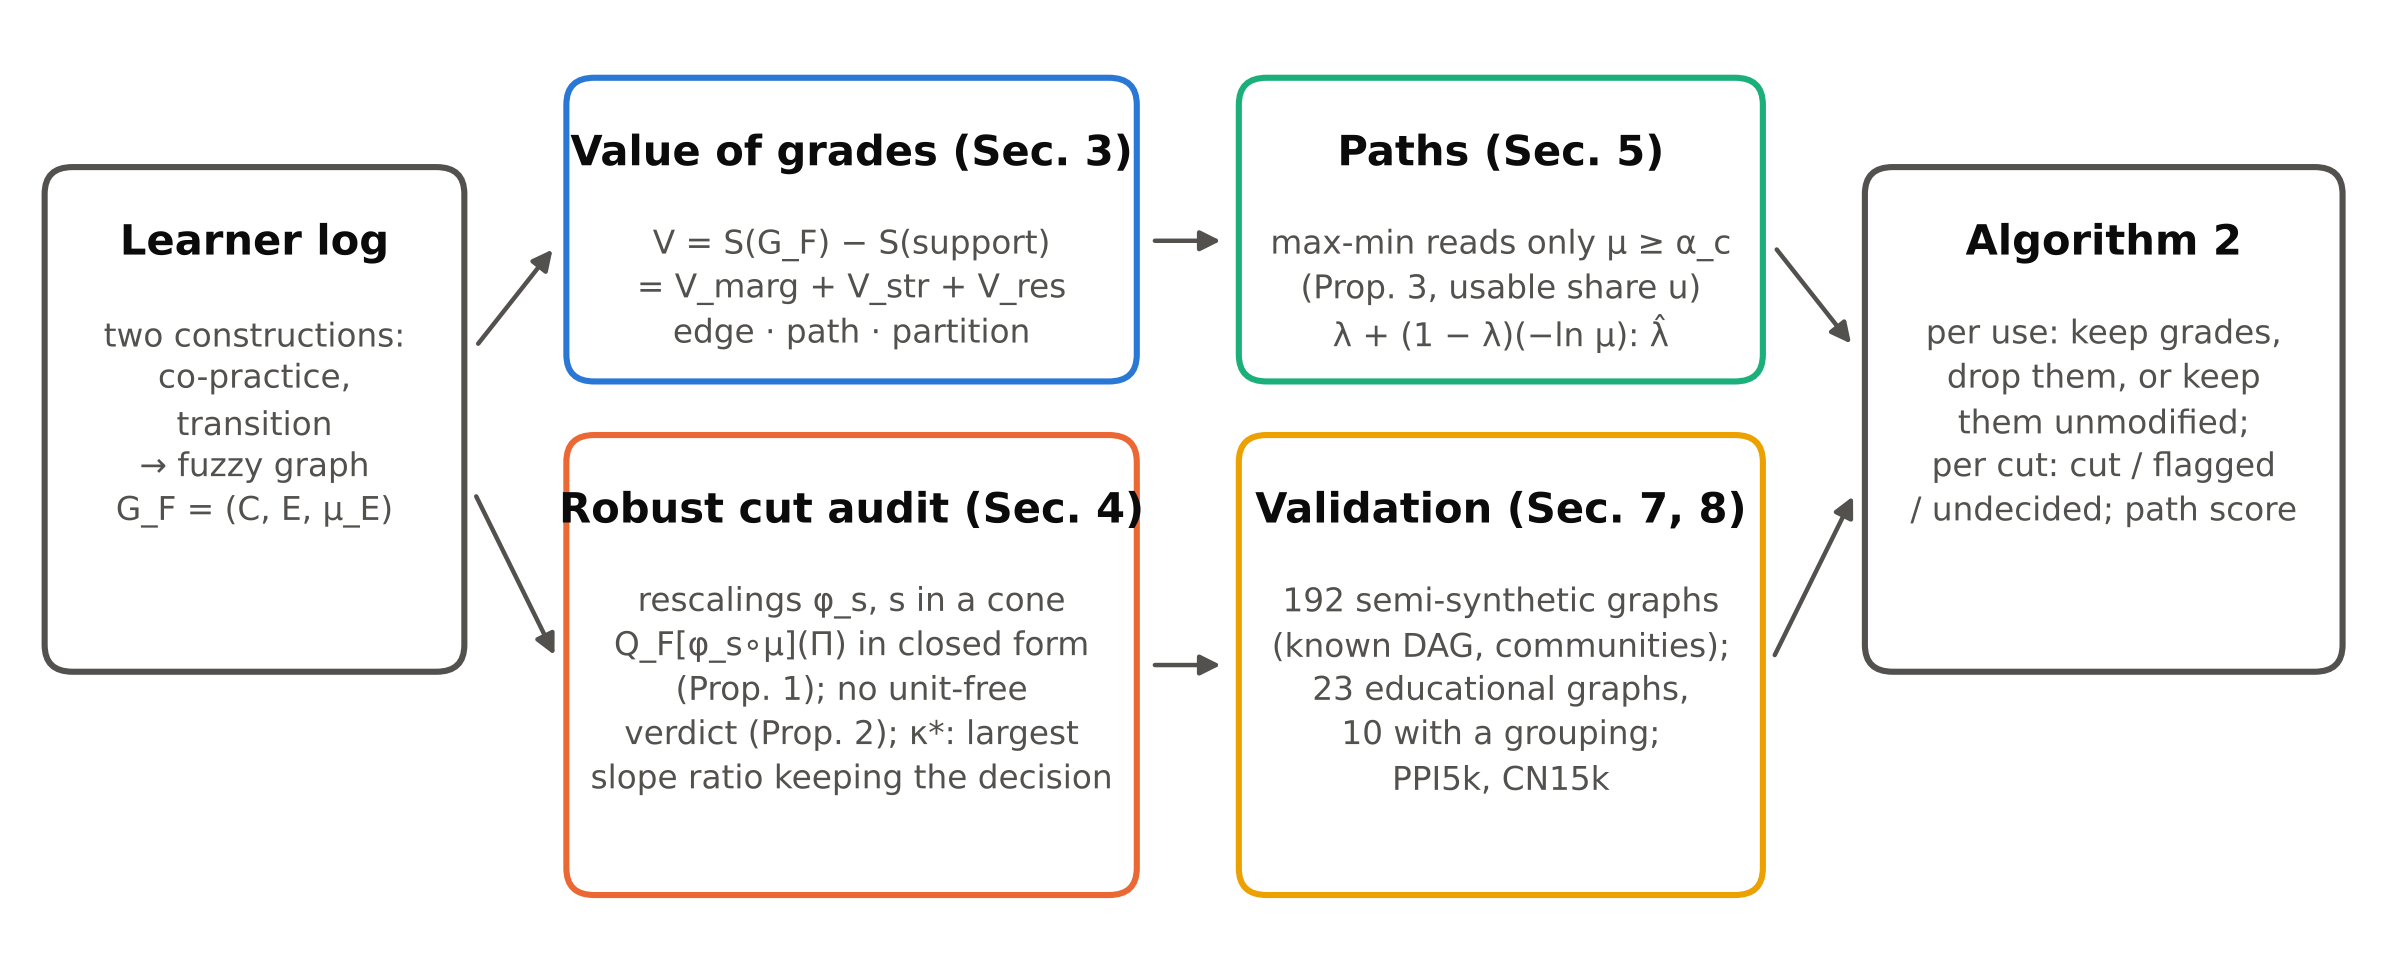 Learner log
two constructions:
co-practice,
transition
→ fuzzy graph
G_F = (C, E, μ_E)
Value of grades (Sec. 3)
V = S(G_F) − S(support)
= V_marg + V_str + V_res
edge · path · partition
Robust cut audit (Sec. 4)
rescalings φ_s, s in a cone
Q_F[φ_s∘μ](Π) in closed form
(Prop. 1); no unit-free
verdict (Prop. 2); κ*: largest
slope ratio keeping the decision
Paths (Sec. 5)
max-min reads only μ ≥ α_c
(Prop. 3, usable share u)
λ + (1 − λ)(−ln μ): λ̂
Validation (Sec. 7, 8)
192 semi-synthetic graphs
(known DAG, communities);
23 educational graphs,
10 with a grouping;
PPI5k, CN15k
Algorithm 2
per use: keep grades,
drop them, or keep
them unmodified;
per cut: cut / flagged
/ undecided; path score